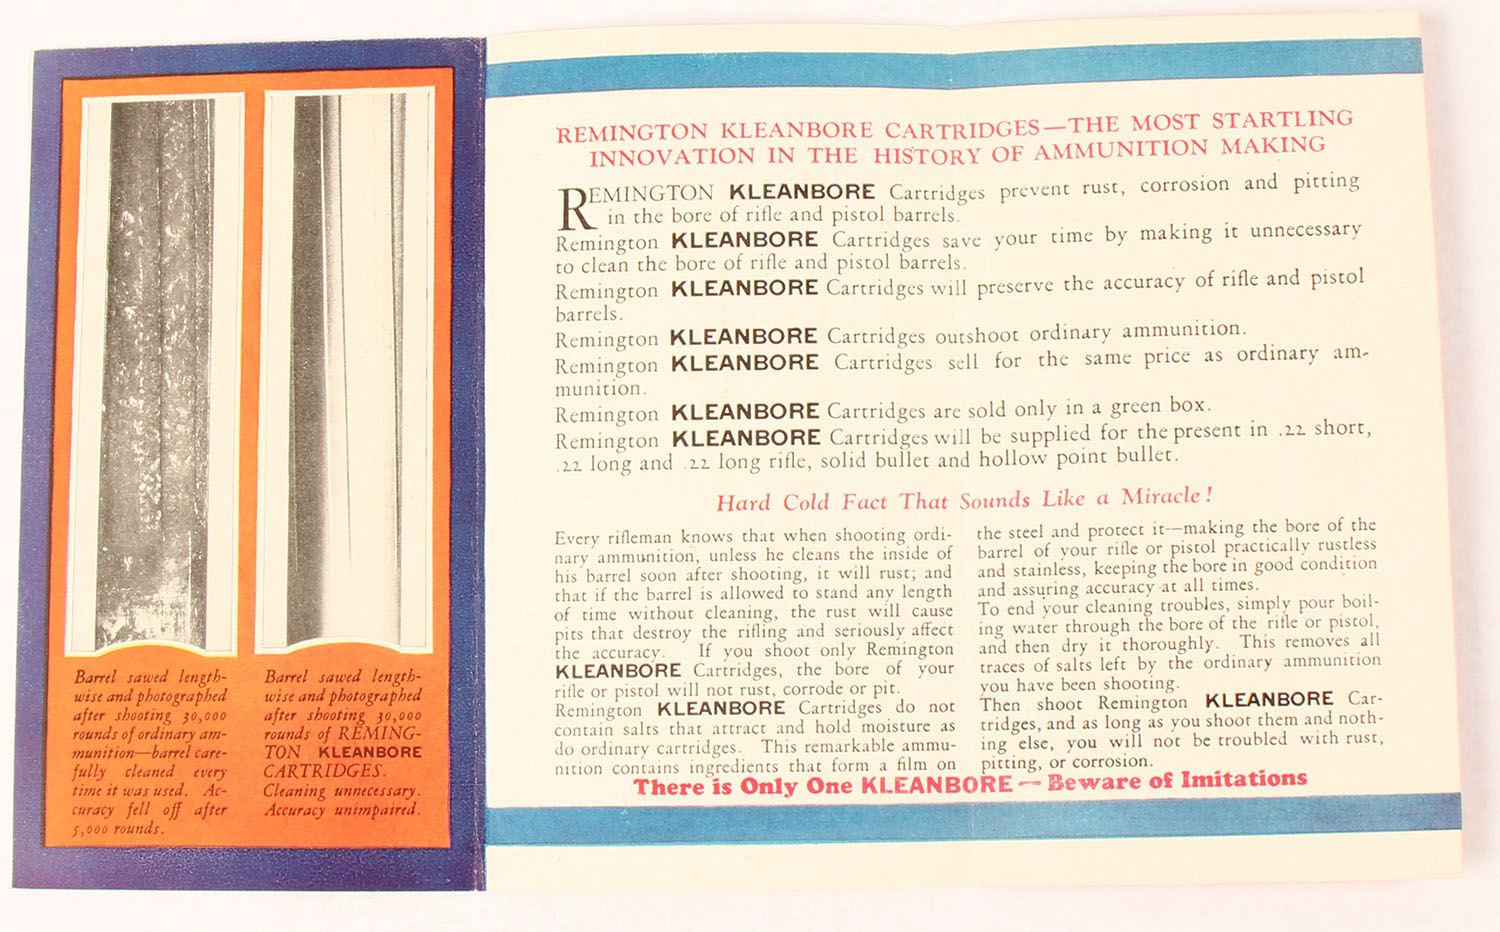 Barrel sawed length-
wise and photographed
after shooting 30,000
rounds of ordinary am-
munition—barrel care-
fully cleaned every
time it was used. Ac-
curacy fell off after
5,000 rounds.
Barrel sawed length-
wise and photographed
after shooting 30,000
rounds of REMING-
TON KLEANBORE
CARTRIDGES.
Cleaning unnecessary.
Accuracy unimpaired.
REMINGTON KLEANBORE CARTRIDGES—THE MOST STARTLING
INNOVATION IN THE HISTORY OF AMMUNITION MAKING
REMINGTON KLEANBORE Cartridges prevent rust, corrosion and pitting
in the bore of rifle and pistol barrels.
Remington KLEANBORE Cartridges save your time by making it unnecessary
to clean the bore of rifle and pistol barrels.
Remington KLEANBORE Cartridges will preserve the accuracy of rifle and pistol
barrels.
Remington KLEANBORE Cartridges outshoot ordinary ammunition.
Remington KLEANBORE Cartridges sell for the same price as ordinary am-
munition.
Remington KLEANBORE Cartridges are sold only in a green box.
Remington KLEANBORE Cartridges will be supplied for the present in .22 short,
.22 long and .22 long rifle, solid bullet and hollow point bullet.
Hard Cold Fact That Sounds Like a Miracle!
Every rifleman knows that when shooting ordi-
nary ammunition, unless he cleans the inside of
his barrel soon after shooting, it will rust; and
that if the barrel is allowed to stand any length
of time without cleaning, the rust will cause
pits that destroy the rifling and seriously affect
the accuracy. If you shoot only Remington
KLEANBORE Cartridges, the bore of your
rifle or pistol will not rust, corrode or pit.
Remington KLEANBORE Cartridges do not
contain salts that attract and hold moisture as
do ordinary cartridges. This remarkable ammu-
nition contains ingredients that form a film on
the steel and protect it—making the bore of the
barrel of your rifle or pistol practically rustless
and stainless, keeping the bore in good condition
and assuring accuracy at all times.
To end your cleaning troubles, simply pour boil-
ing water through the bore of the rifle or pistol,
and then dry it thoroughly. This removes all
traces of salts left by the ordinary ammunition
you have been shooting.
Then shoot Remington KLEANBORE Car-
tridges, and as long as you shoot them and noth-
ing else, you will not be troubled with rust,
pitting, or corrosion.
There is Only One KLEANBORE — Beware of Imitations